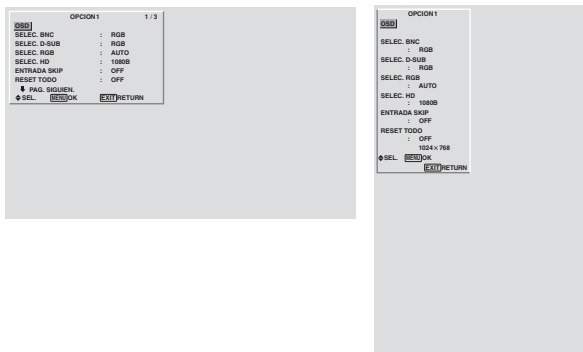 OPCION1 1 / 3
OSD
SELEC. BNC : RGB
SELEC. D-SUB : RGB
SELEC. RGB : AUTO
SELEC. HD : 1080B
ENTRADA SKIP : OFF
RESET TODO : OFF
PAG. SIGUIEN.
SEL. MENU OK EXIT RETURN
OPCION1
OSD
SELEC. BNC
: RGB
SELEC. D-SUB
: RGB
SELEC. RGB
: AUTO
SELEC. HD
: 1080B
ENTRADA SKIP
: OFF
RESET TODO
: OFF
1024×768
SEL. MENU OK
EXIT RETURN